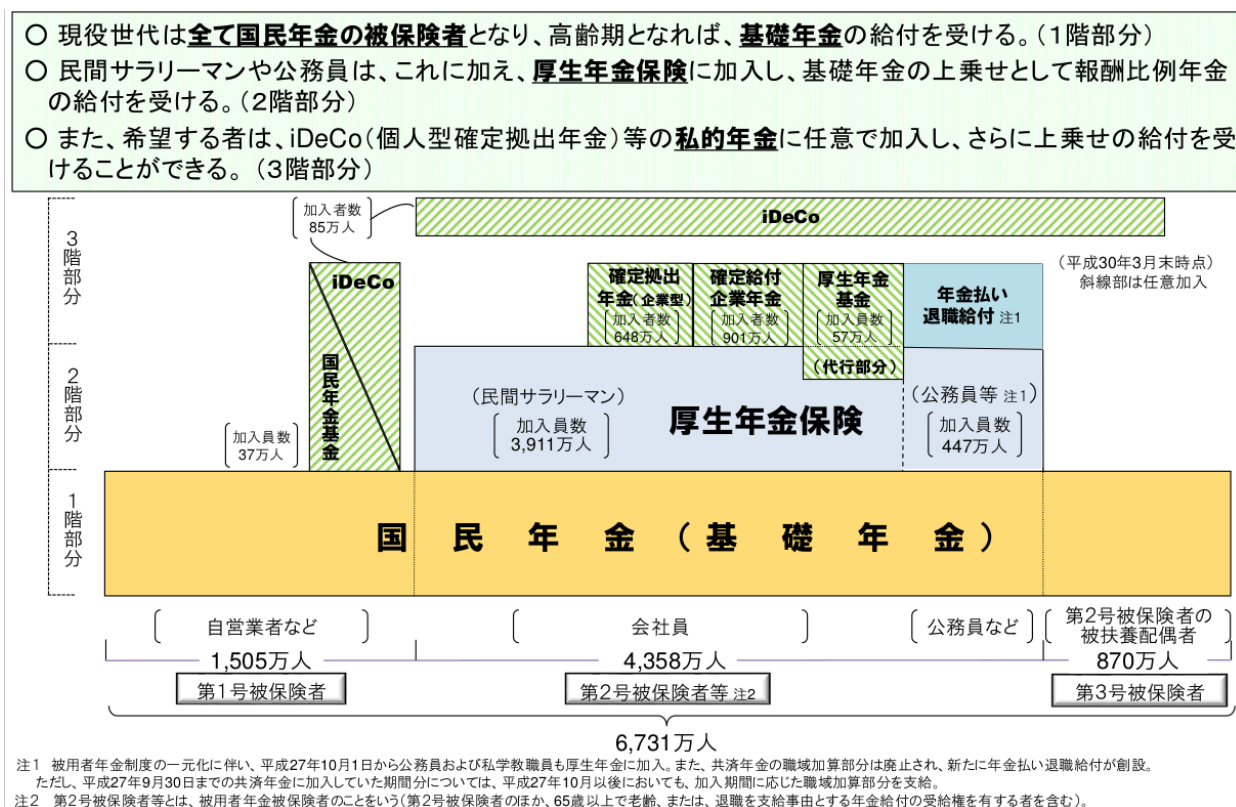 ○ 現役世代は全て国民年金の被保険者となり、高齢期となれば、基礎年金の給付を受ける。(1階部分)
○ 民間サラリーマンや公務員は、これに加え、厚生年金保険に加入し、基礎年金の上乗せとして報酬比例年金
の給付を受ける。(2階部分)
○ また、希望する者は、iDeCo(個人型確定拠出年金)等の私的年金に任意で加入し、さらに上乗せの給付を受
けることができる。(3階部分)
加入者数
85万人
iDeCo
3階部分
iDeCo
国民年金基金
加入員数
37万人
確定拠出
年金(企業型)
加入者数
648万人
確定給付
企業年金
加入者数
901万人
厚生年金
基金
加入員数
57万人
(代行部分)
年金払い
退職給付 注1
(平成30年3月末時点)
斜線部は任意加入
2階部分
(民間サラリーマン)
加入員数
3,911万人
厚生年金保険
(公務員等 注1)
加入員数
447万人
1階部分
国民年金(基礎年金)
自営業者など
会社員
公務員など
第2号被保険者の
被扶養配偶者
1,505万人
4,358万人
870万人
第1号被保険者
第2号被保険者等 注2
第3号被保険者
6,731万人
注1 被用者年金制度の一元化に伴い、平成27年10月1日から公務員および私学教職員も厚生年金に加入。また、共済年金の職域加算部分は廃止され、新たに年金払い退職給付が創設。
ただし、平成27年9月30日までの共済年金に加入していた期間分については、平成27年10月以後においても、加入期間に応じた職域加算部分を支給。
注2 第2号被保険者等とは、被用者年金被保険者のことをいう(第2号被保険者のほか、65歳以上で老齢、または、退職を支給事由とする年金給付の受給権を有する者を含む)。